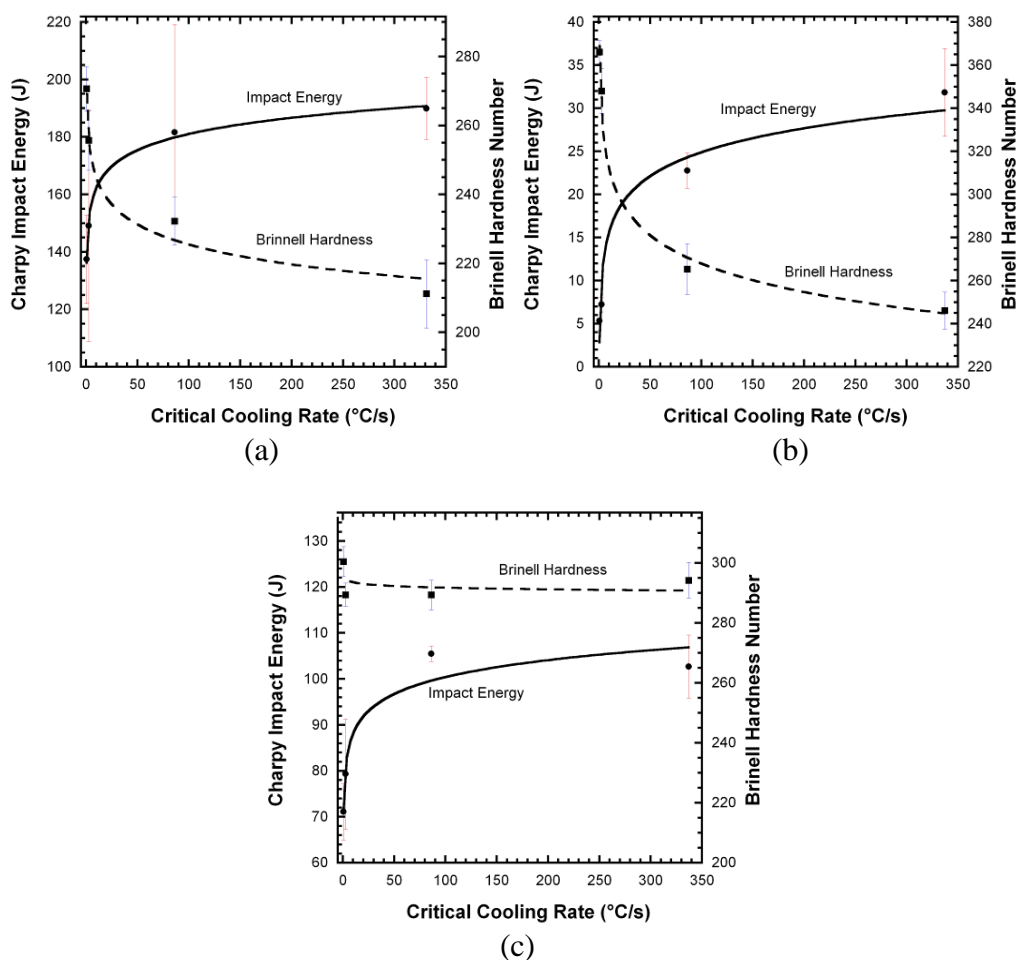 220
200
180
160
140
120
100
Charpy Impact Energy (J)
Impact Energy
Brinnell Hardness
280
260
240
220
200
Brinell Hardness Number
0 50 100 150 200 250 300 350
Critical Cooling Rate (°C/s)
(a)
40
35
30
25
20
15
10
5
0
Charpy Impact Energy (J)
Impact Energy
Brinell Hardness
380
360
340
320
300
280
260
240
220
Brinell Hardness Number
0 50 100 150 200 250 300 350
Critical Cooling Rate (°C/s)
(b)
130
120
110
100
90
80
70
60
Charpy Impact Energy (J)
Brinell Hardness
Impact Energy
300
280
260
240
220
200
Brinell Hardness Number
0 50 100 150 200 250 300 350
Critical Cooling Rate (°C/s)
(c)